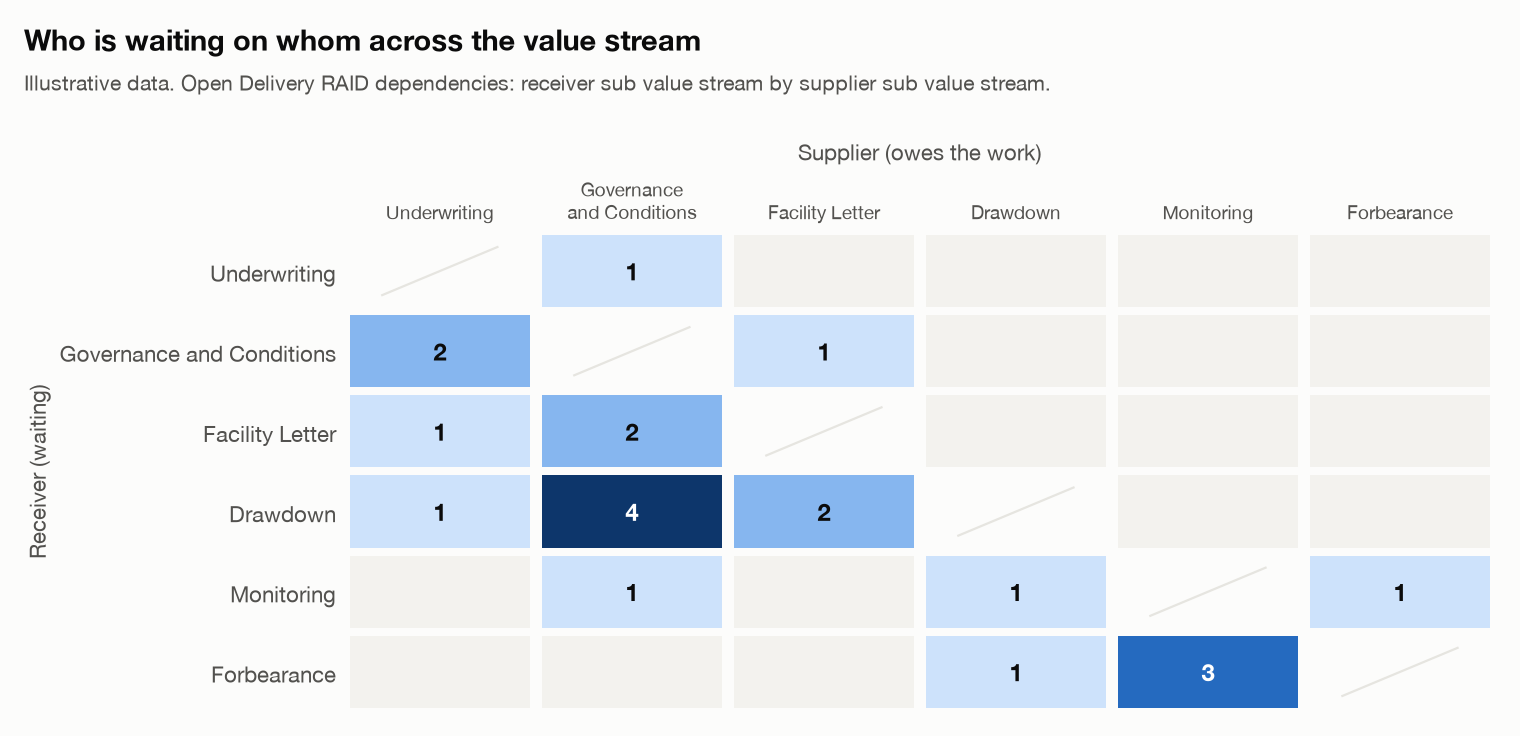 Who is waiting on whom across the value stream
Illustrative data. Open Delivery RAID dependencies: receiver sub value stream by supplier sub value stream.
Supplier (owes the work)
Underwriting
Governance
and Conditions
Facility Letter
Drawdown
Monitoring
Forbearance
Receiver (waiting)
Underwriting
1
Governance and Conditions
2
1
Facility Letter
1
2
Drawdown
1
4
2
Monitoring
1
1
1
Forbearance
1
3